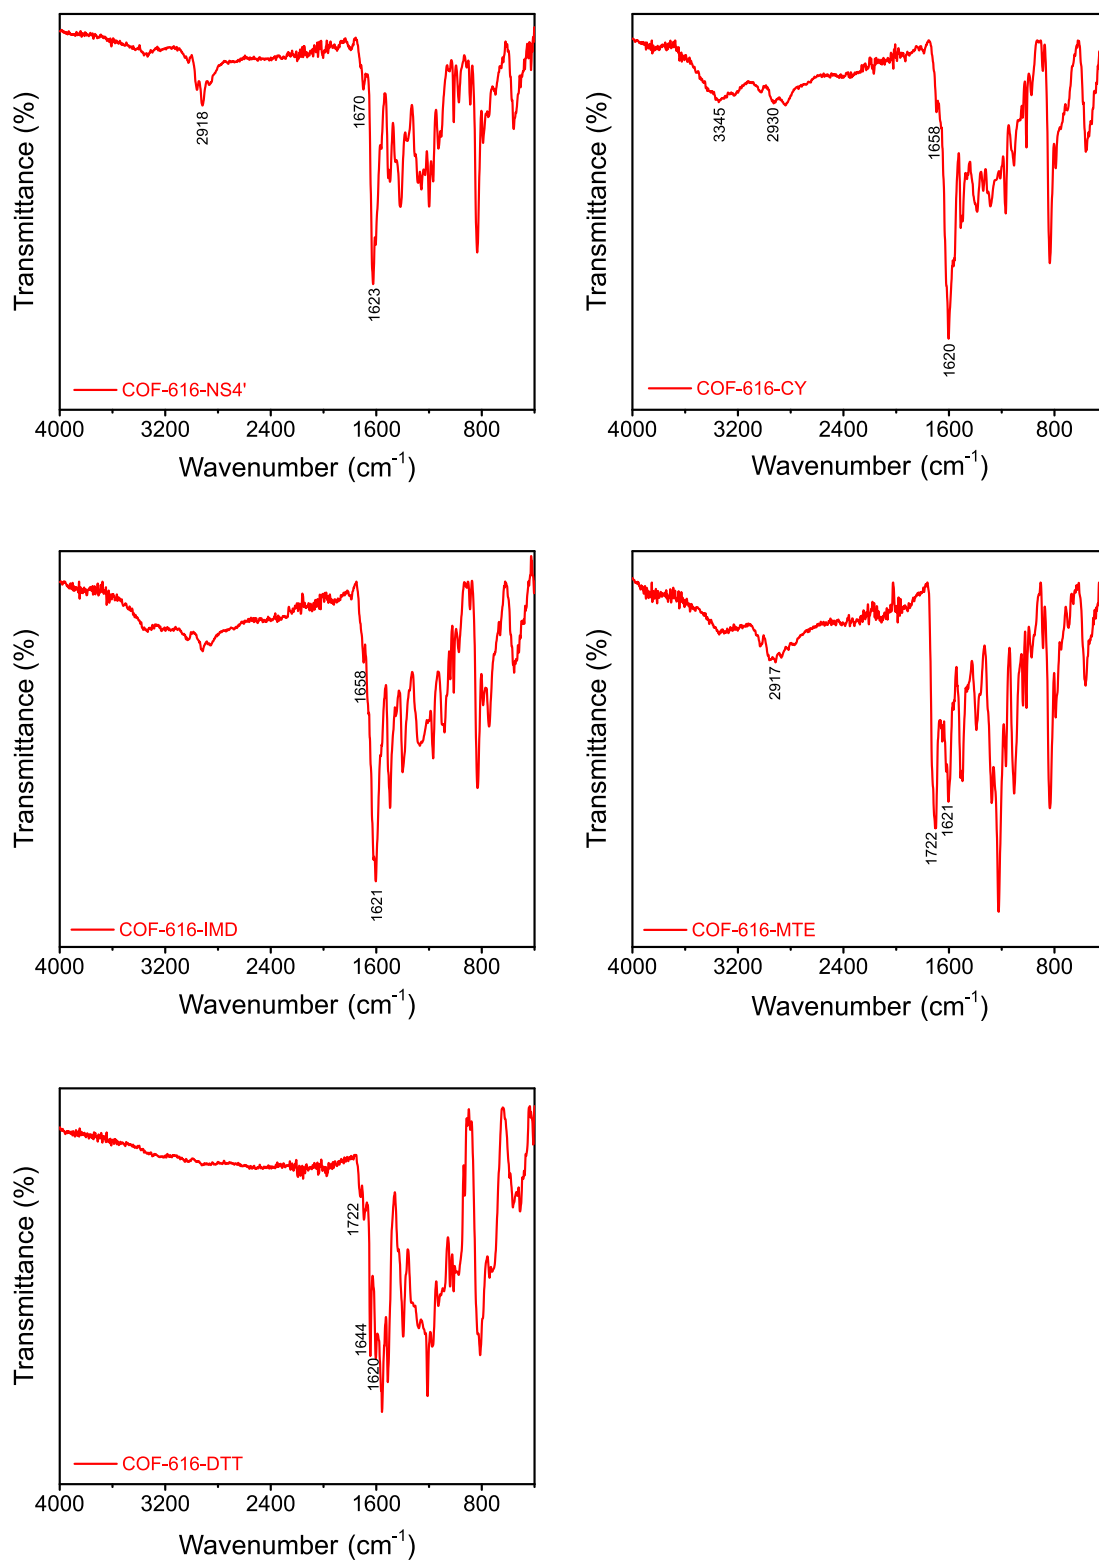 Transmittance (%)
2918
1670
1623
COF-616-NS4'
4000 3200 2400 1600 800
Wavenumber (cm⁻¹)
Transmittance (%)
3345
2930
1658
1620
COF-616-CY
4000 3200 2400 1600 800
Wavenumber (cm⁻¹)
Transmittance (%)
1658
1621
COF-616-IMD
4000 3200 2400 1600 800
Wavenumber (cm⁻¹)
Transmittance (%)
2917
1722
1621
COF-616-MTE
4000 3200 2400 1600 800
Wavenumber (cm⁻¹)
Transmittance (%)
1722
1644
1620
COF-616-DTT
4000 3200 2400 1600 800
Wavenumber (cm⁻¹)